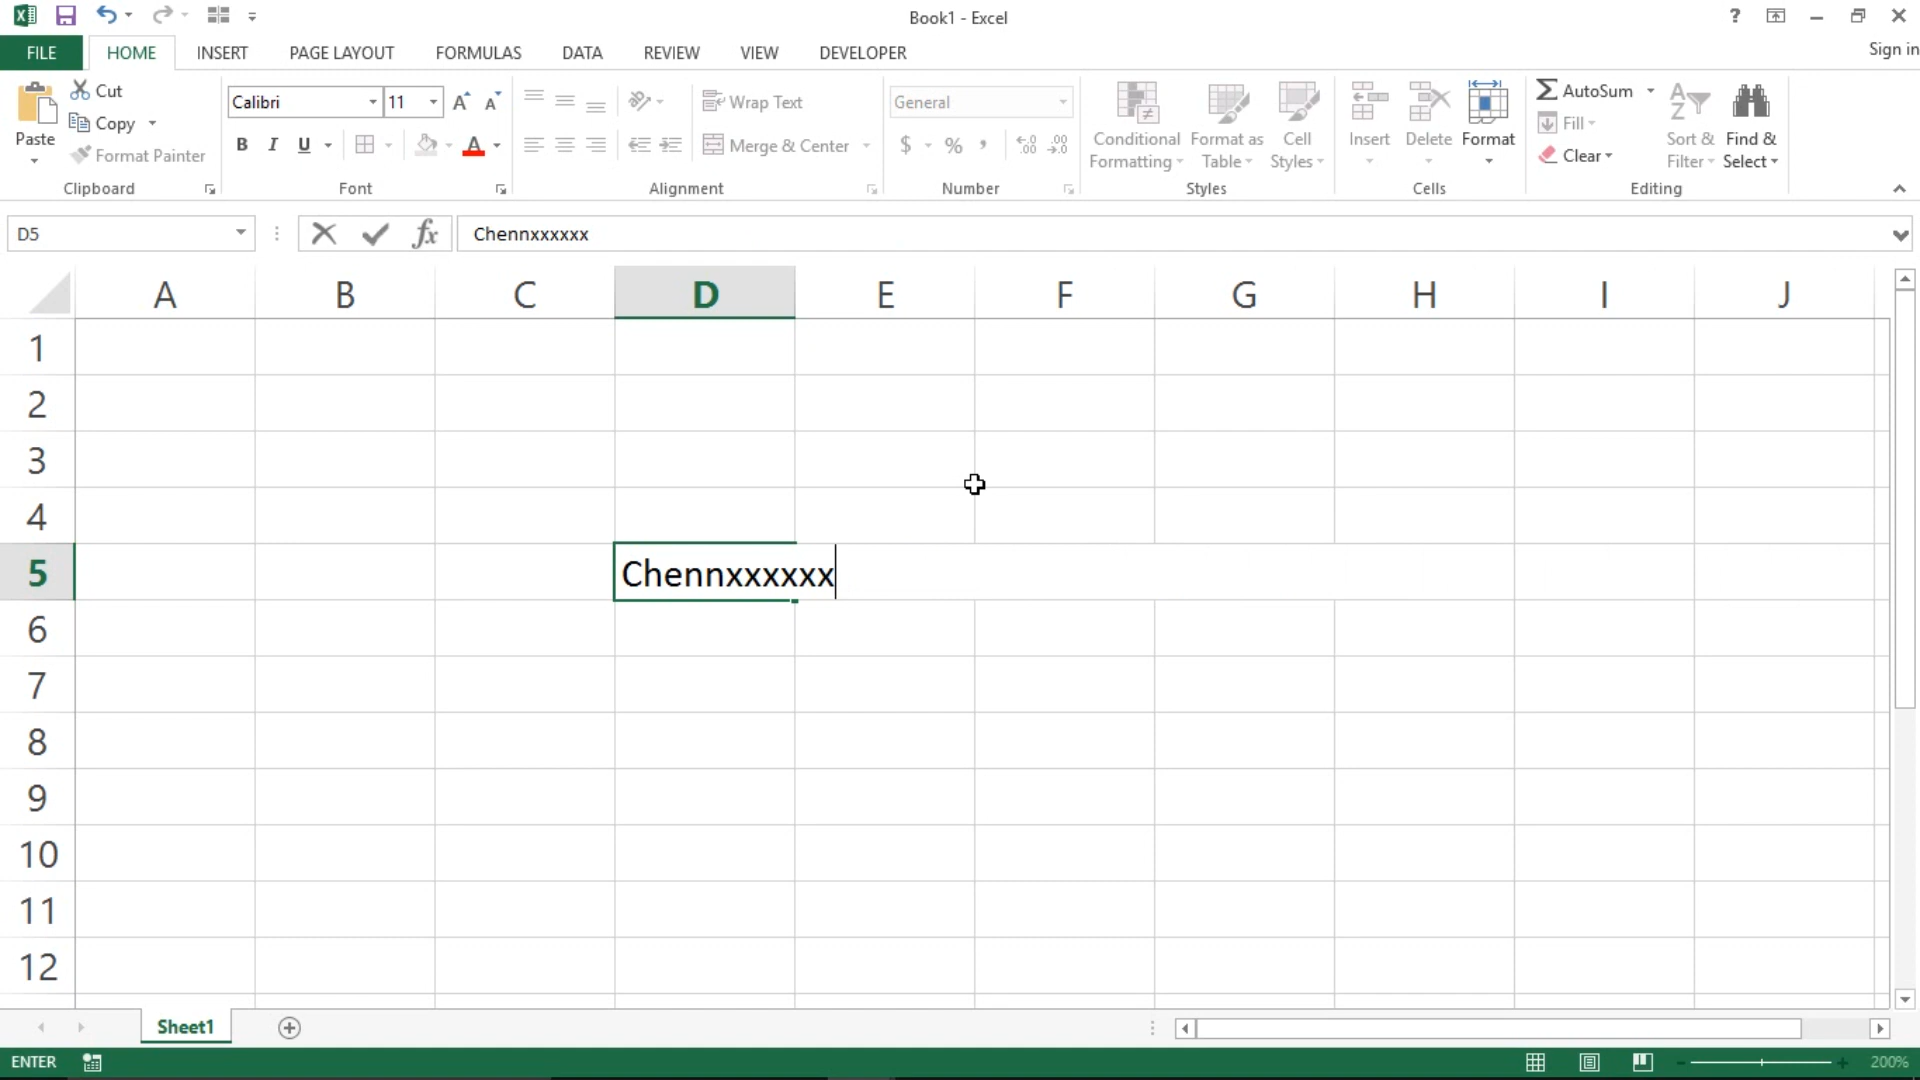 Book1 - Excel
FILE HOME INSERT PAGE LAYOUT FORMULAS DATA REVIEW VIEW DEVELOPER Sign in
Paste
Cut
Copy
Format Painter
Clipboard
Calibri 11
B I U A
Font
Wrap Text
Merge & Center
Alignment
General
$ % ,
Number
Conditional Formatting
Format as Table
Cell Styles
Styles
Insert Delete Format
Cells
AutoSum
Fill
Clear
Sort & Filter
Find & Select
Editing
D5 fx Chennxxxxxx
A B C D E F G H I J
1
2
3
4
5 Chennxxxxxx
6
7
8
9
10
11
12
Sheet1
ENTER 200%